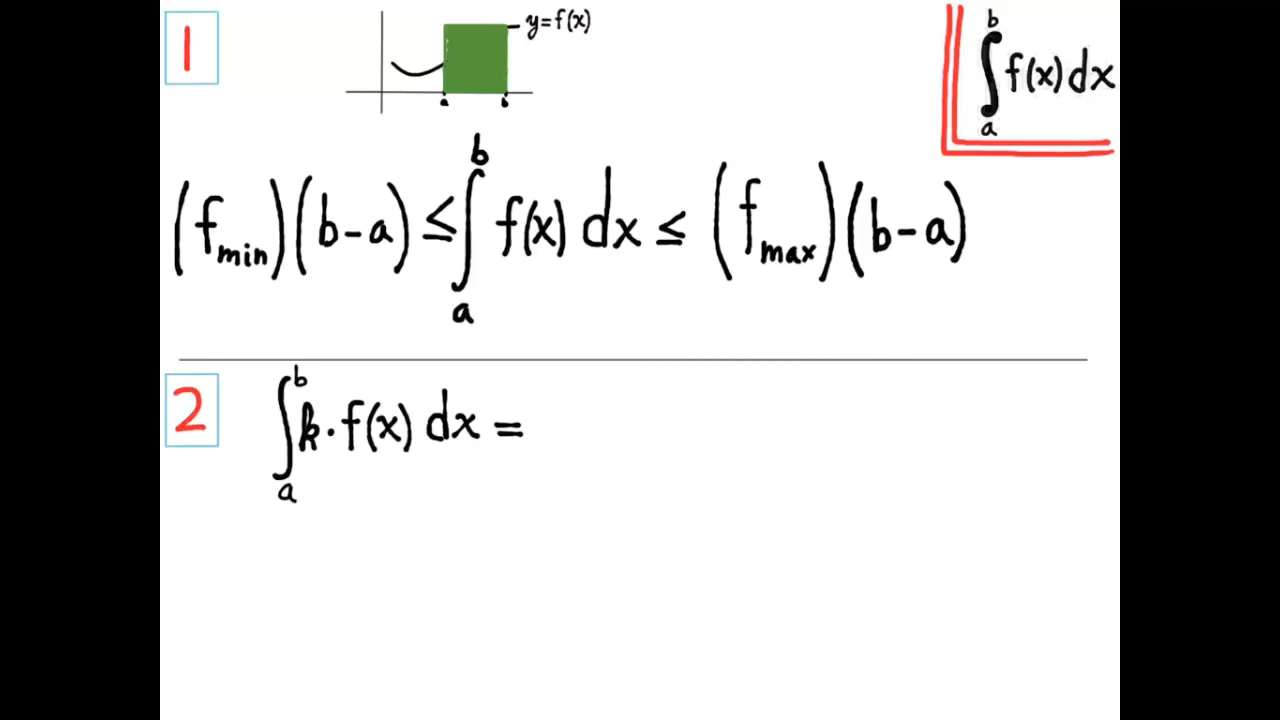 1
y=f(x)
a b
∫_a^b f(x) dx
(f_min)(b-a) ≤ ∫_a^b f(x) dx ≤ (f_max)(b-a)
2
∫_a^b k·f(x) dx =